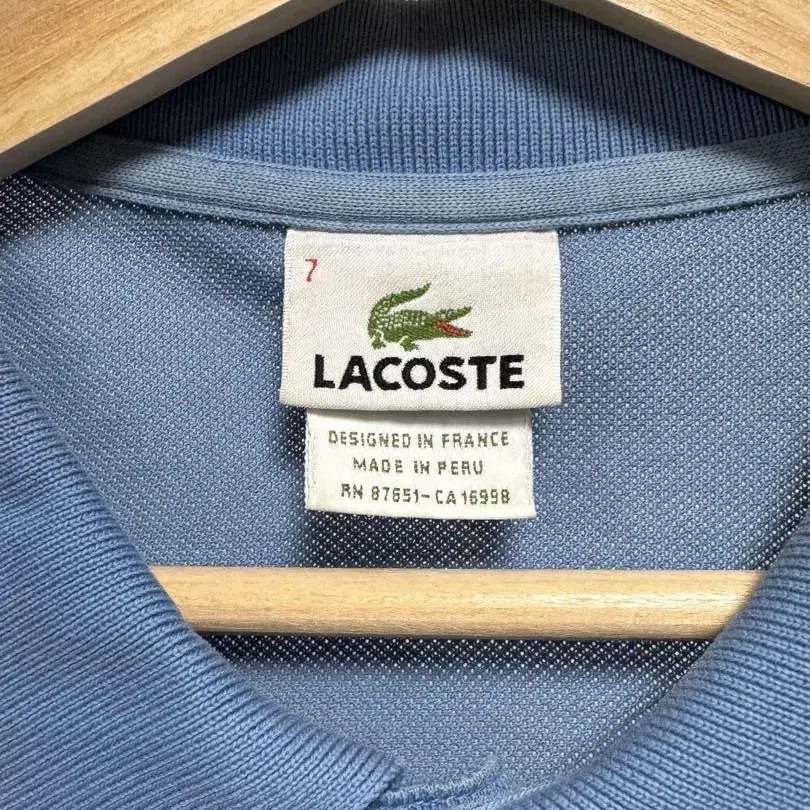 7
LACOSTE
DESIGNED IN FRANCE
MADE IN PERU
RN 87651-CA 16998